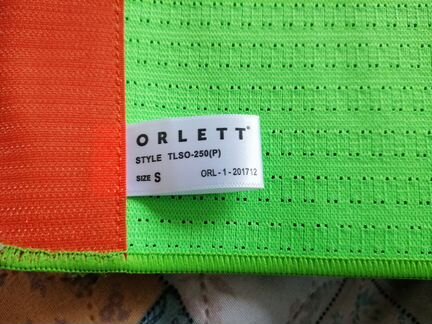 ORLETT®
STYLE TLSO-250(P)
SIZE S
ORL - 1 - 201712